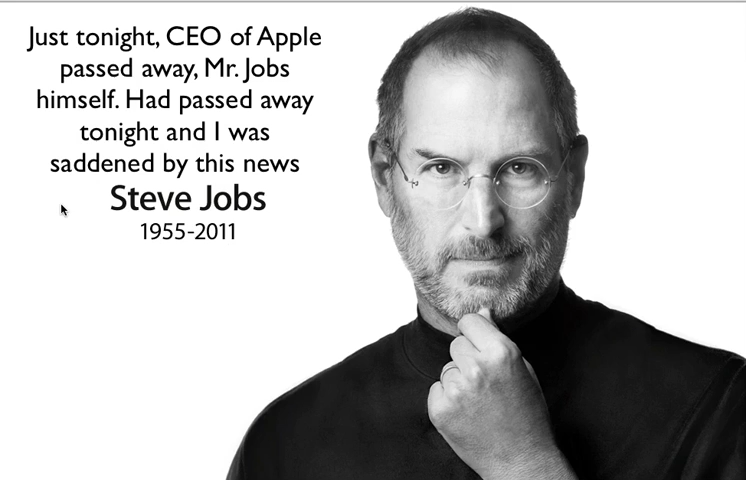 Just tonight, CEO of Apple
passed away, Mr. Jobs
himself. Had passed away
tonight and I was
saddened by this news
Steve Jobs
1955-2011